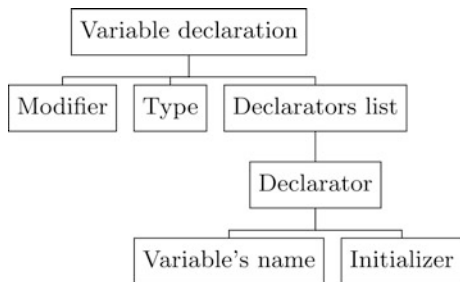 Variable declaration
Modifier Type Declarators list
Declarator
Variable's name Initializer